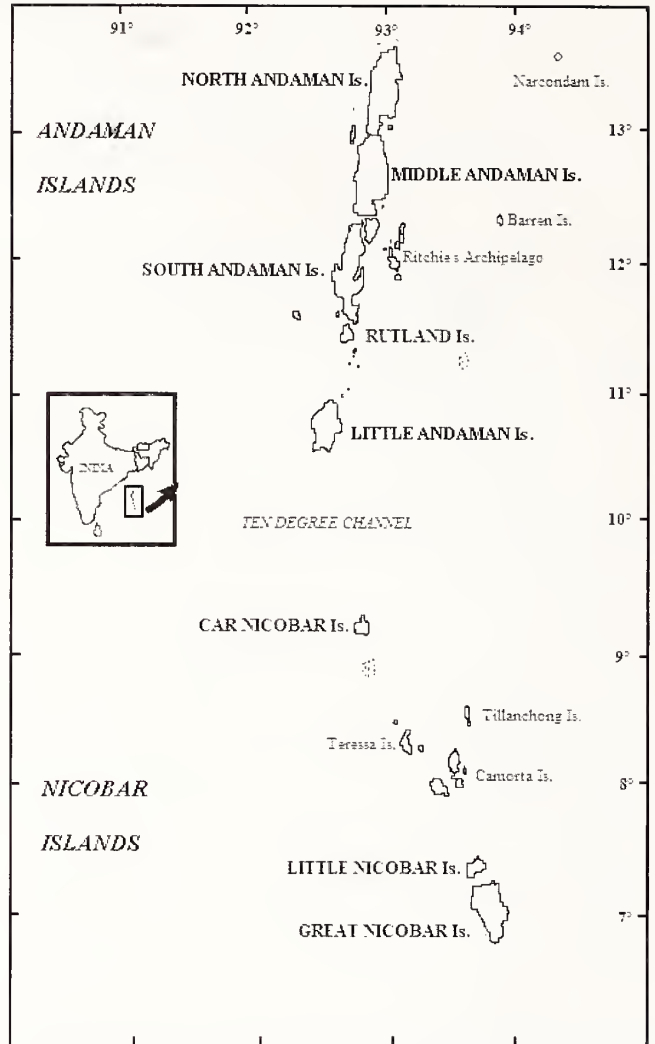 91° 92° 93° 94°
NORTH ANDAMAN Is.
Narcondam Is.
ANDAMAN
13°
ISLANDS
MIDDLE ANDAMAN Is.
Barren Is.
Ritchie's Archipelago
12°
SOUTH ANDAMAN Is.
RUTLAND Is.
11°
LITTLE ANDAMAN Is.
INDIA
TEN DEGREE CHANNEL
10°
CAR NICOBAR Is.
9°
Tillanchong Is.
Teressa Is.
Camorta Is.
NICOBAR
8°
ISLANDS
LITTLE NICOBAR Is.
7°
GREAT NICOBAR Is.